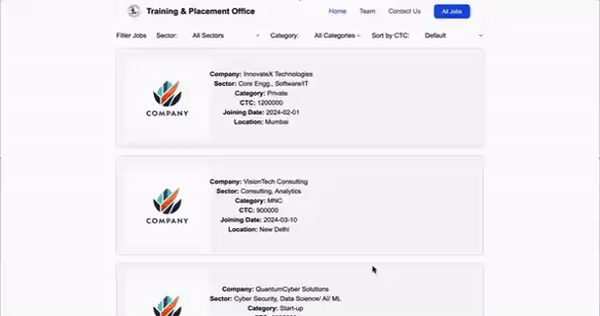 Training & Placement Office
Home Team Contact Us All Jobs
Filter Jobs Sector: All Sectors Category: All Categories Sort by CTC: Default
COMPANY
Company: InnovateX Technologies
Sector: Core Engg., Software/IT
Category: Private
CTC: 1200000
Joining Date: 2024-02-01
Location: Mumbai
COMPANY
Company: VisionTech Consulting
Sector: Consulting, Analytics
Category: MNC
CTC: 900000
Joining Date: 2024-03-10
Location: New Delhi
Company: QuantumCyber Solutions
Sector: Cyber Security, Data Science/ AI/ ML
Category: Start-up